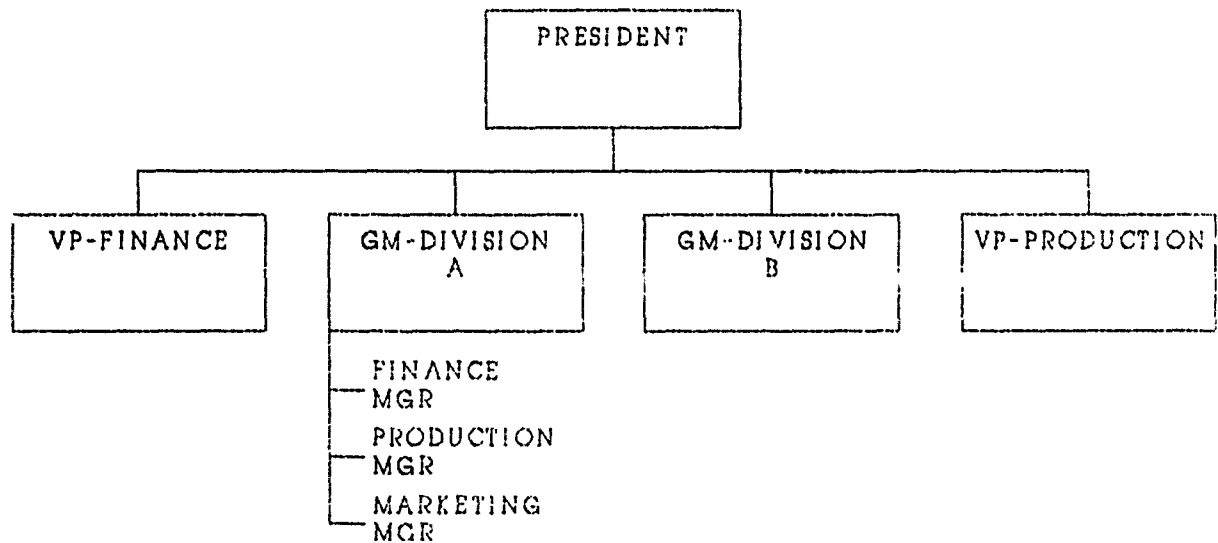 PRESIDENT
VP-FINANCE
GM-DIVISION
A
GM-DIVISION
B
VP-PRODUCTION
FINANCE
MGR
PRODUCTION
MGR
MARKETING
MGR